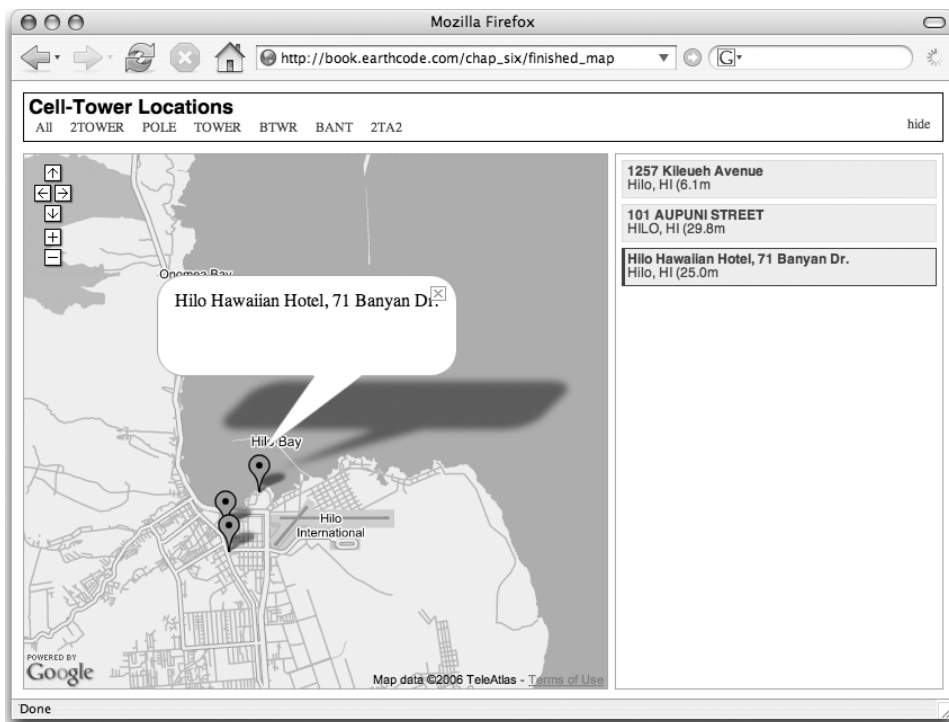 Mozilla Firefox
http://book.earthcode.com/chap_six/finished_map
G
Cell-Tower Locations
All 2TOWER POLE TOWER BTWR BANT 2TA2
hide
1257 Kileueh Avenue
Hilo, HI (6.1m
101 AUPUNI STREET
HILO, HI (29.8m
Hilo Hawaiian Hotel, 71 Banyan Dr.
Hilo, HI (25.0m
Onomea Bay
Hilo Hawaiian Hotel, 71 Banyan Dr.
Hilo Bay
Hilo
International
POWERED BY
Google
Map data ©2006 TeleAtlas - Terms of Use
Done